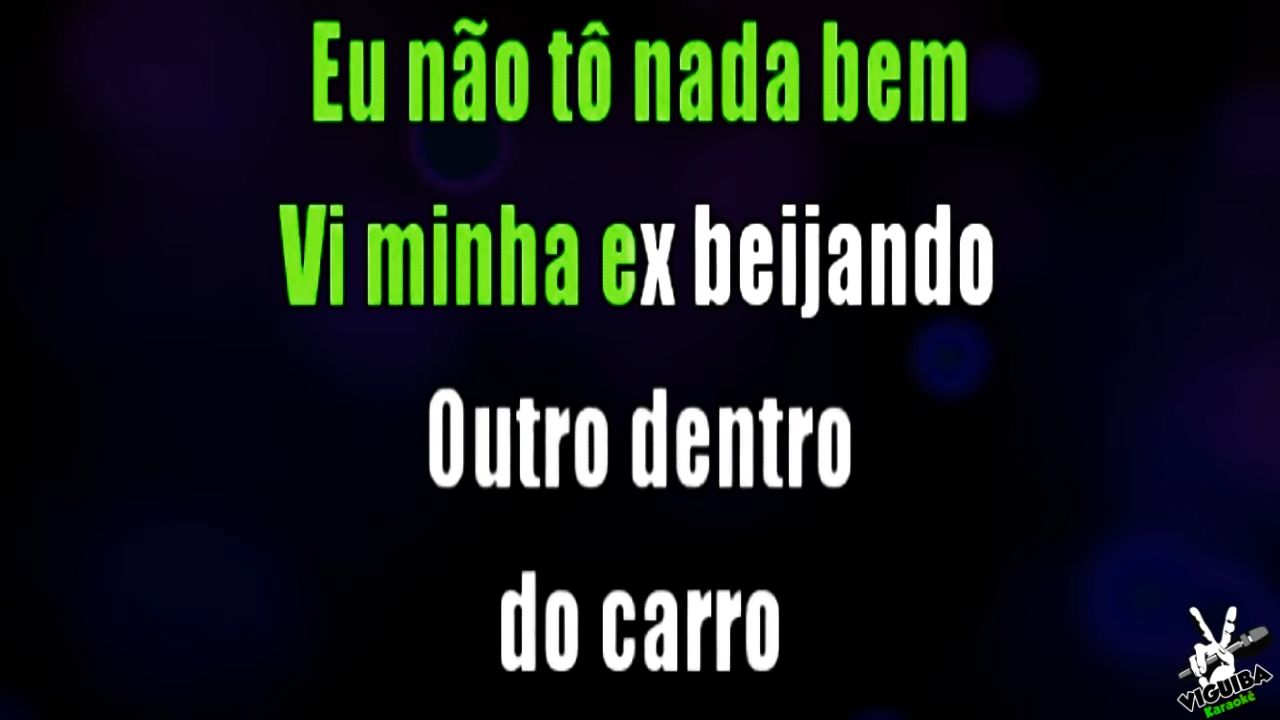 Eu não tô nada bem
Vi minha ex beijando
Outro dentro
do carro
VIGUIBA
Karaokê